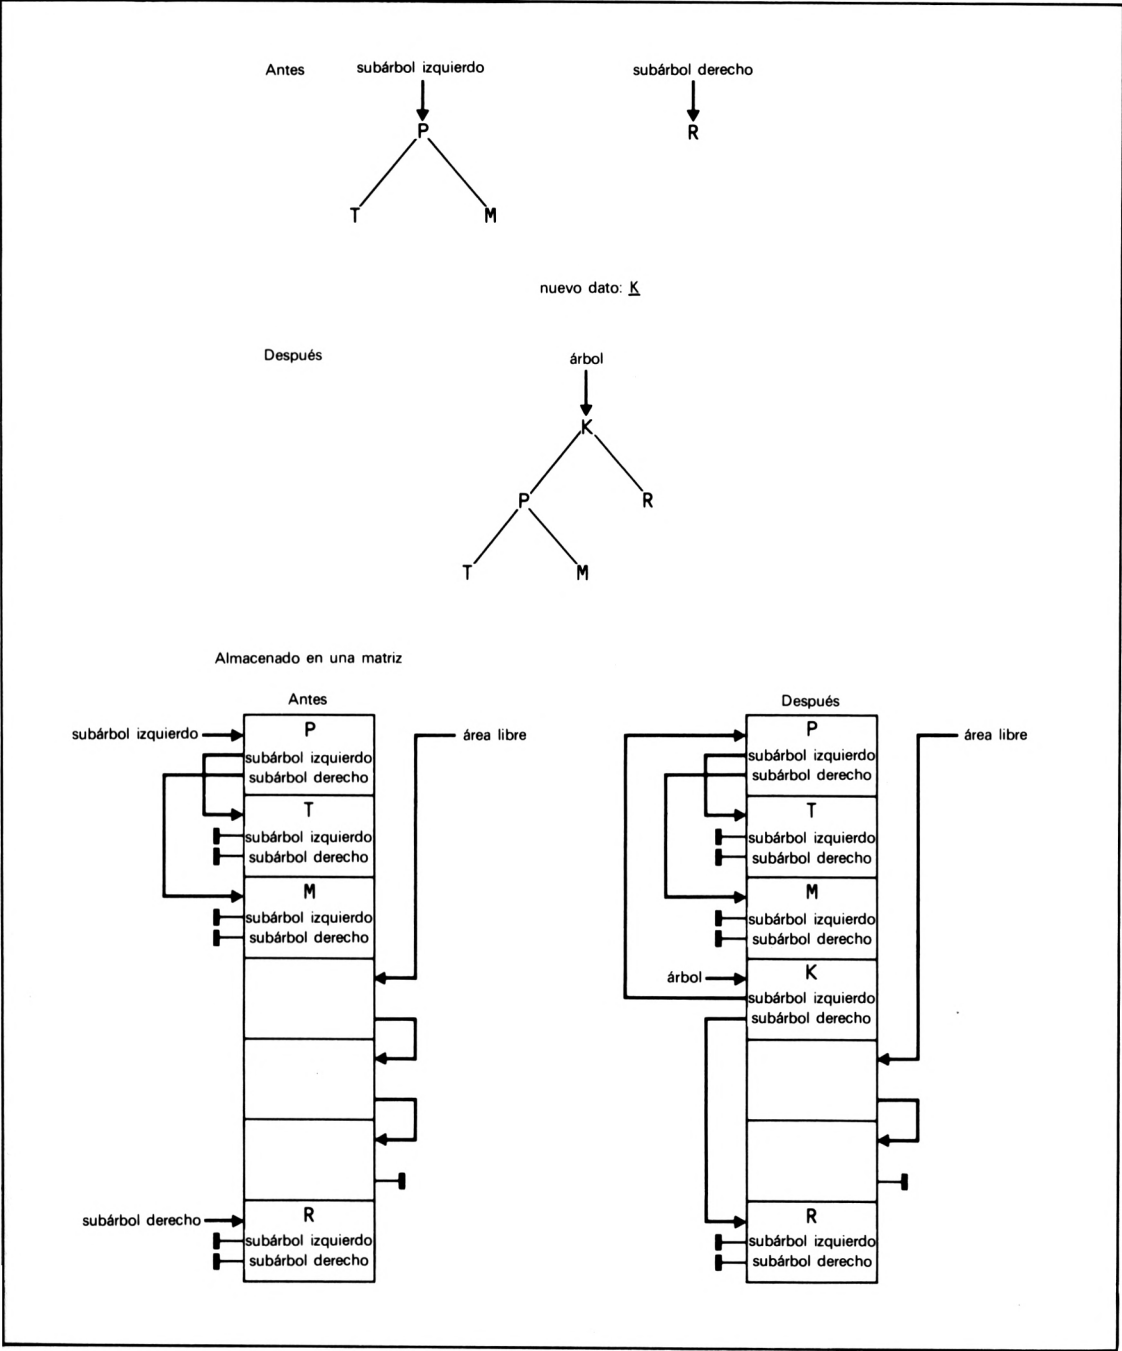 Antes subárbol izquierdo subárbol derecho
P R
T M
nuevo dato: K
Después árbol
K
P R
T M
Almacenado en una matriz
Antes Después
subárbol izquierdo P área libre P área libre
subárbol izquierdo subárbol izquierdo
subárbol derecho subárbol derecho
T T
subárbol izquierdo subárbol izquierdo
subárbol derecho subárbol derecho
M M
subárbol izquierdo subárbol izquierdo
subárbol derecho subárbol derecho
árbol K
subárbol izquierdo
subárbol derecho
subárbol derecho R R
subárbol izquierdo subárbol izquierdo
subárbol derecho subárbol derecho